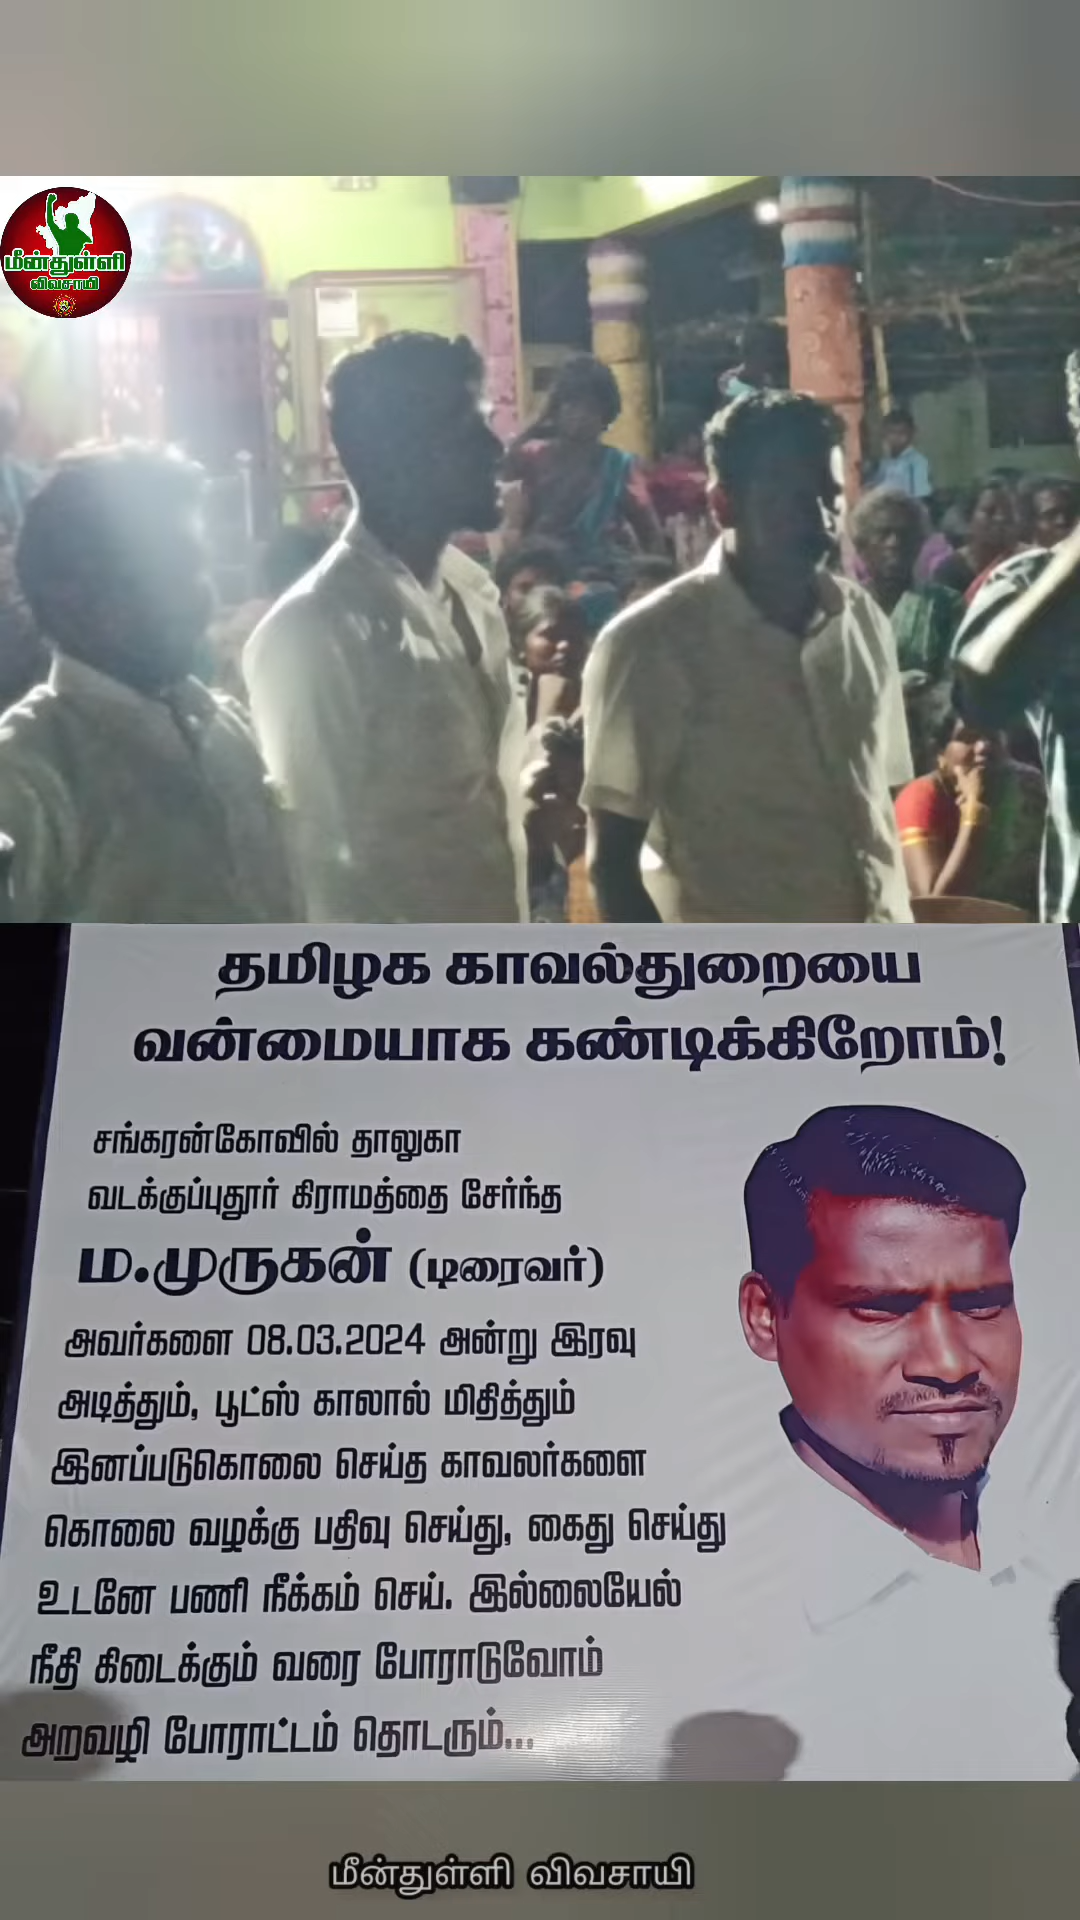 மீன்துள்ளி
விவசாயி
தமிழக காவல்துறையை
வன்மையாக கண்டிக்கிறோம்!
சங்கரன்கோவில் தாலுகா
வடக்குப்புதூர் கிராமத்தை சேர்ந்த
ம.முருகன் (டிரைவர்)
அவர்களை 08.03.2024 அன்று இரவு
அடித்தும், பூட்ஸ் காலால் மிதித்தும்
இனப்படுகொலை செய்த காவலர்களை
கொலை வழக்கு பதிவு செய்து, கைது செய்து
உடனே பணி நீக்கம் செய். இல்லையேல்
நீதி கிடைக்கும் வரை போராடுவோம்
அறவழி போராட்டம் தொடரும்...
மீன்துள்ளி விவசாயி